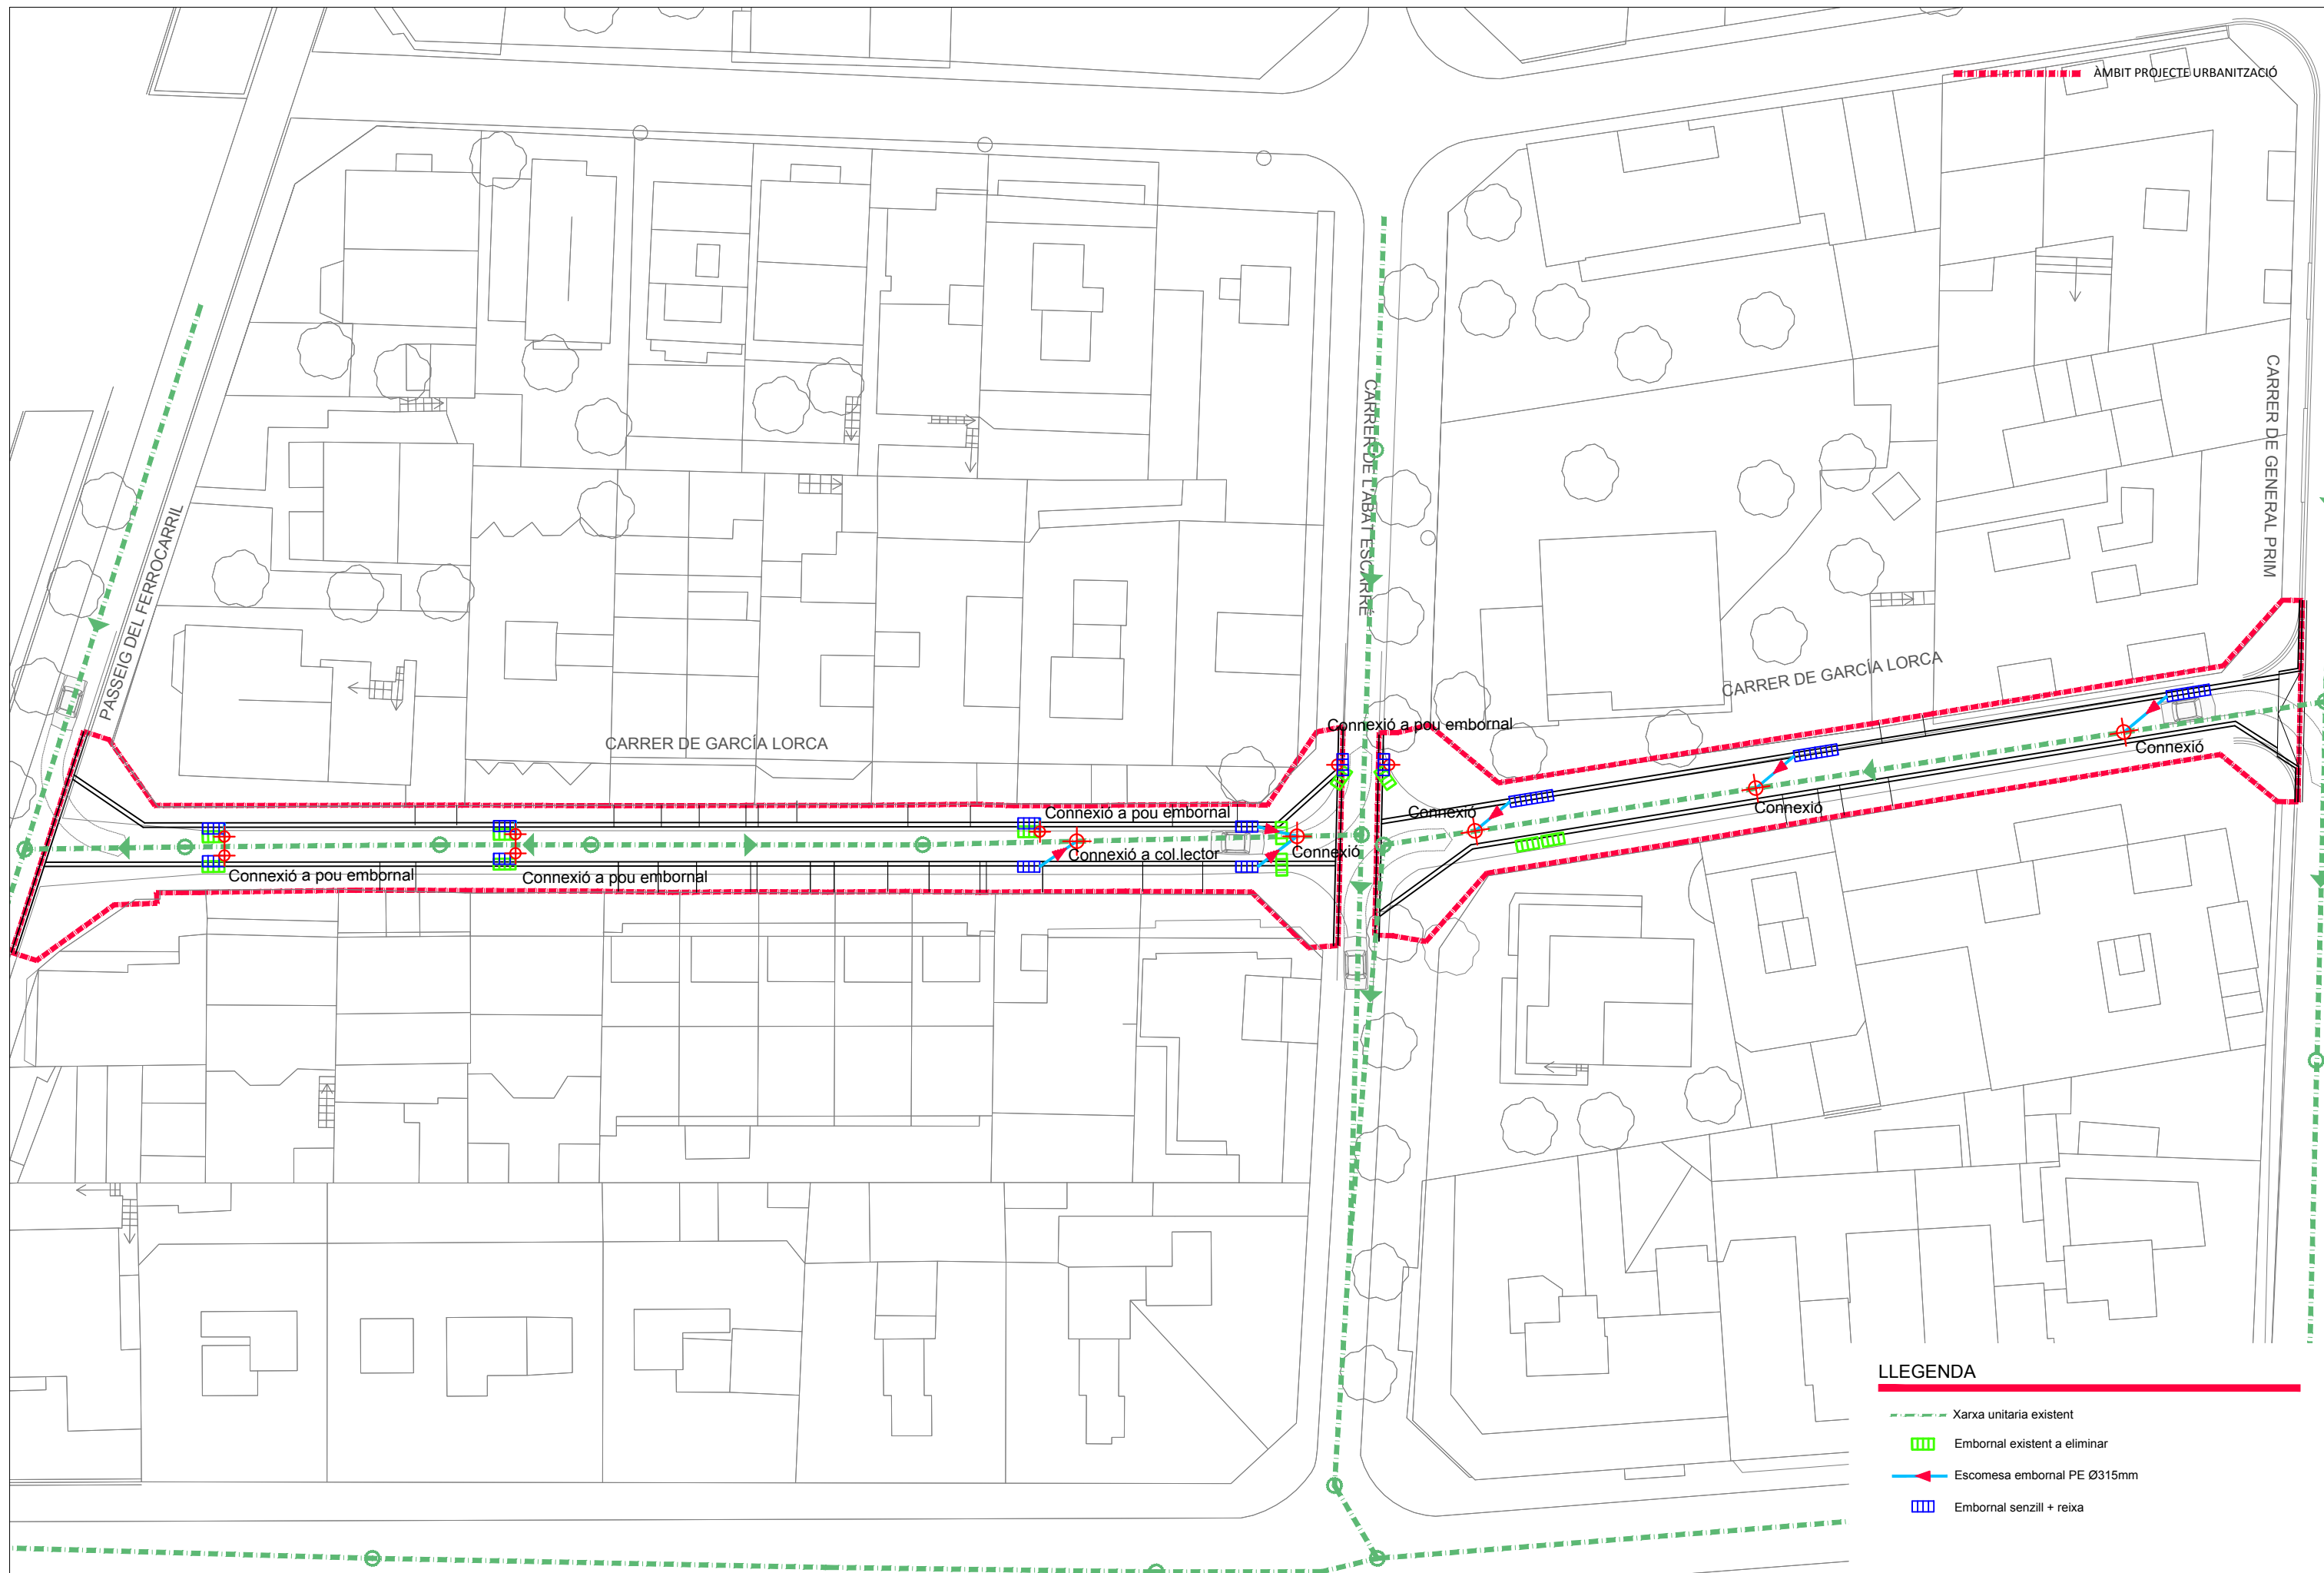 ÀMBIT PROJECTE URBANITZACIÓ
CARRER DE L'ABAT ESCARRÉ
CARRER DE GENERAL PRIM
PASSEIG DEL FERROCARRIL
CARRER DE GARCÍA LORCA
Connexió a pou embornal
CARRER DE GARCÍA LORCA
Connexió
Connexió
Connexió a pou embornal
Connexió
Connexió a col.lector
Connexió
Connexió a pou embornal
Connexió a pou embornal
LLEGENDA
Xarxa unitaria existent
Embornal existent a eliminar
Escomesa embornal PE Ø315mm
Embornal senzill + reixa